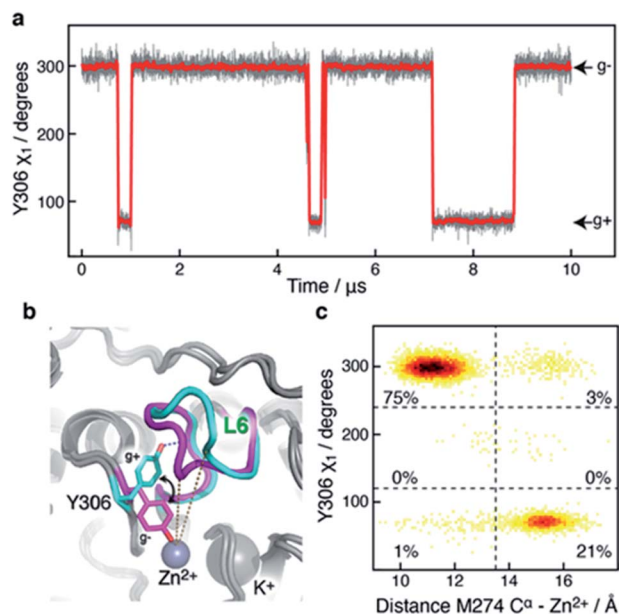 a
Y306 χ1 / degrees
300
200
100
g-
g+
0 2 4 6 8 10
Time / μs
b
L6
g+
Y306
g-
Zn2+
K+
c
Y306 χ1 / degrees
300
200
100
75% 3%
0% 0%
1% 21%
10 12 14 16
Distance M274 Cα - Zn2+ / Å